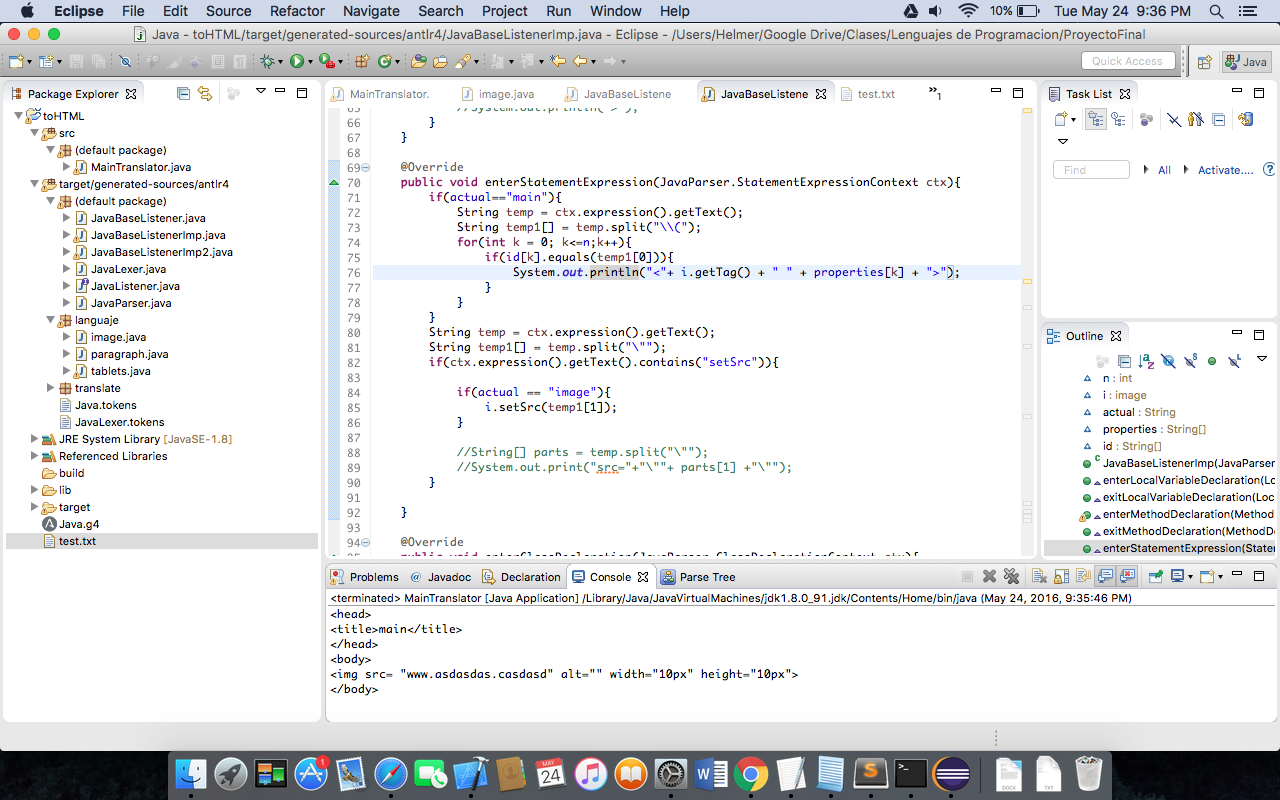 Eclipse File Edit Source Refactor Navigate Search Project Run Window Help 10% Tue May 24 9:36 PM
Java - toHTML/target/generated-sources/antlr4/JavaBaseListenerImp.java - Eclipse - /Users/Helmer/Google Drive/Clases/Lenguajes de Programacion/ProyectoFinal
Quick Access Java
Package Explorer
toHTML
src
(default package)
MainTranslator.java
target/generated-sources/antlr4
(default package)
JavaBaseListener.java
JavaBaseListenerImp.java
JavaBaseListenerImp2.java
JavaLexer.java
JavaListener.java
JavaParser.java
languaje
image.java
paragraph.java
tablets.java
translate
Java.tokens
JavaLexer.tokens
JRE System Library [JavaSE-1.8]
Referenced Libraries
build
lib
target
Java.g4
test.txt
MainTranslator. image.java JavaBaseListene JavaBaseListene test.txt »1
65 //System.out.println(">");
66 }
67 }
68
69 @Override
70 public void enterStatementExpression(JavaParser.StatementExpressionContext ctx){
71 if(actual=="main"){
72 String temp = ctx.expression().getText();
73 String temp1[] = temp.split("\\(");
74 for(int k = 0; k<=n;k++){
75 if(id[k].equals(temp1[0])){
76 System.out.println("<"+ i.getTag() + " " + properties[k] + ">");
77 }
78 }
79 }
80 String temp = ctx.expression().getText();
81 String temp1[] = temp.split("\"");
82 if(ctx.expression().getText().contains("setSrc")){
83
84 if(actual == "image"){
85 i.setSrc(temp1[1]);
86 }
87
88 //String[] parts = temp.split("\"");
89 //System.out.print("src="+"\""+ parts[1] +"\"");
90 }
91
92 }
93
94 @Override
95 public void enterClassDeclaration(JavaParser.ClassDeclarationContext ctx){
Task List
Find All Activate....
Outline
n : int
i : image
actual : String
properties : String[]
id : String[]
JavaBaseListenerImp(JavaParser
enterLocalVariableDeclaration(Lo
exitLocalVariableDeclaration(Loc
enterMethodDeclaration(Method
exitMethodDeclaration(MethodD
enterStatementExpression(Stater
Problems @ Javadoc Declaration Console Parse Tree
<terminated> MainTranslator [Java Application] /Library/Java/JavaVirtualMachines/jdk1.8.0_91.jdk/Contents/Home/bin/java (May 24, 2016, 9:35:46 PM)
<head>
<title>main</title>
</head>
<body>
<img src= "www.asdasdas.casdasd" alt="" width="10px" height="10px">
</body>
1 MAY 24 DOCX TXT